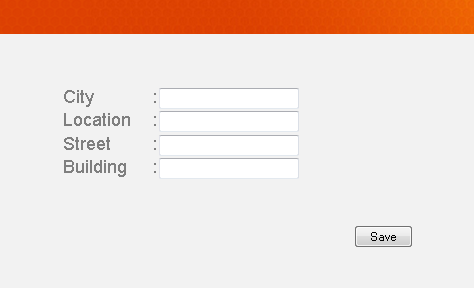 City :
Location :
Street :
Building :
Save